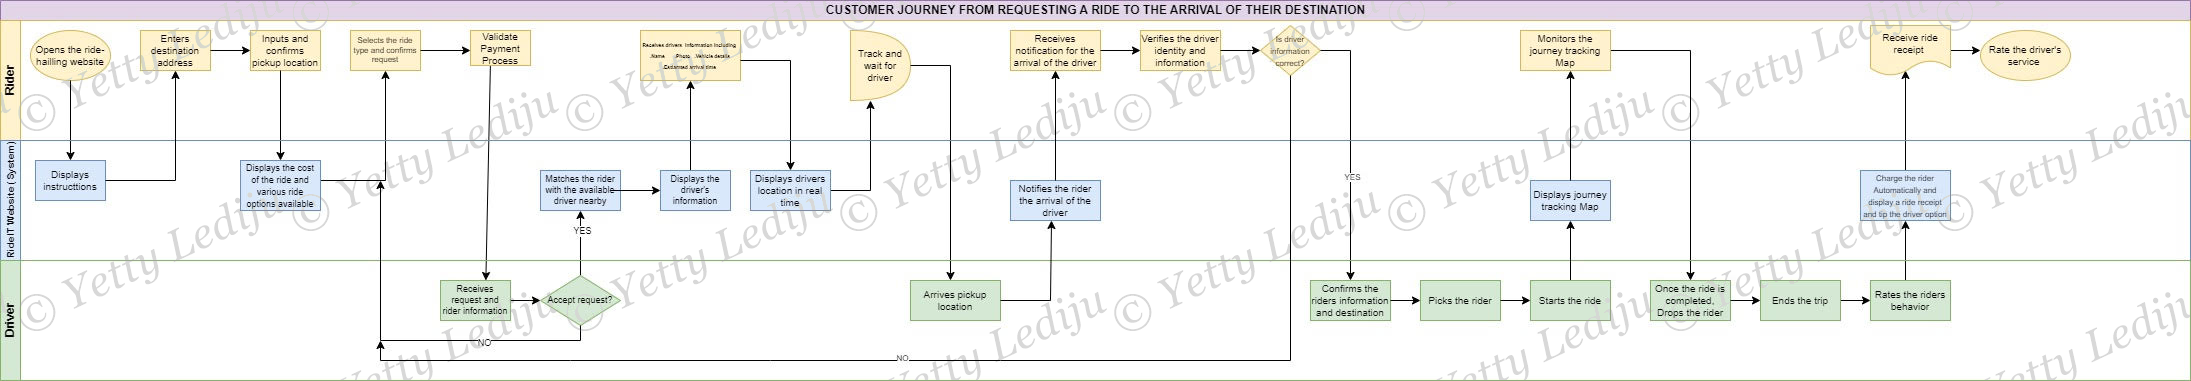 CUSTOMER JOURNEY FROM REQUESTING A RIDE TO THE ARRIVAL OF THEIR DESTINATION
Rider
Opens the ride-
hailling website
Enters
destination
address
Inputs and
confirms
pickup location
Selects the ride
type and confirms
request
Validate
Payment
Process
Receives drivers Information including
.Name .Photo .Vehicle details
.Estiamted arrival time
Track and
wait for
driver
Receives
notification for the
arrival of the driver
Verifies the driver
identity and
information
Is driver
information
correct?
Monitors the
journey tracking
Map
Receive ride
receipt
Rate the driver's
service
RideIT Website (System)
Displays
instructtions
Displays the cost
of the ride and
various ride
options available
Matches the rider
with the available
driver nearby
Displays the
driver's
information
Displays drivers
location in real
time
Notifies the rider
the arrival of the
driver
YES
Displays journey
tracking Map
Charge the rider
Automatically and
display a ride receipt
and tip the driver option
YES
Driver
Receives
request and
rider information
Accept request?
Arrives pickup
location
Confirms the
riders information
and destination
Picks the rider
Starts the ride
Once the ride is
completed,
Drops the rider
Ends the trip
Rates the riders
behavior
NO
NO
© Yetty Lediju